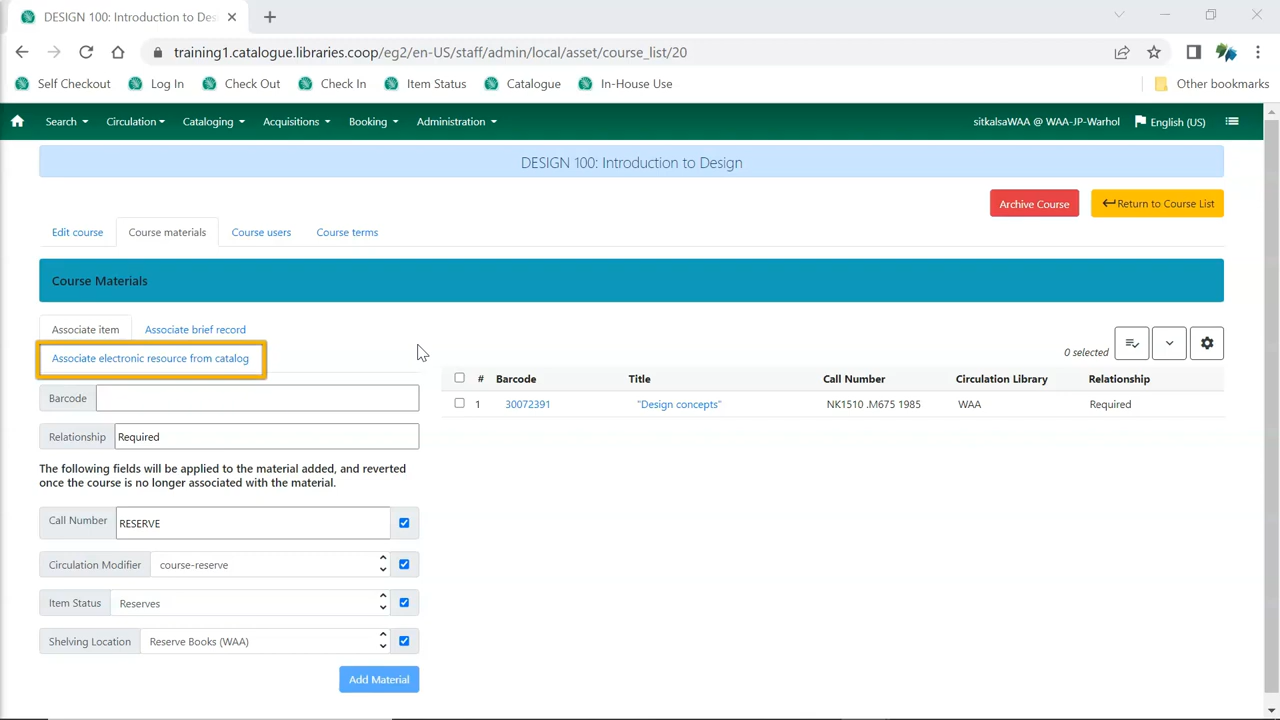 DESIGN 100: Introduction to Des
training1.catalogue.libraries.coop/eg2/en-US/staff/admin/local/asset/course_list/20
Self Checkout Log In Check Out Check In Item Status Catalogue In-House Use Other bookmarks
Search Circulation Cataloging Acquisitions Booking Administration sitkalsaWAA @ WAA-JP-Warhol English (US)
DESIGN 100: Introduction to Design
Archive Course Return to Course List
Edit course Course materials Course users Course terms
Course Materials
Associate item Associate brief record
Associate electronic resource from catalog
0 selected
# Barcode Title Call Number Circulation Library Relationship
1 30072391 "Design concepts" NK1510 .M675 1985 WAA Required
Barcode
Relationship Required
The following fields will be applied to the material added, and reverted
once the course is no longer associated with the material.
Call Number RESERVE
Circulation Modifier course-reserve
Item Status Reserves
Shelving Location Reserve Books (WAA)
Add Material